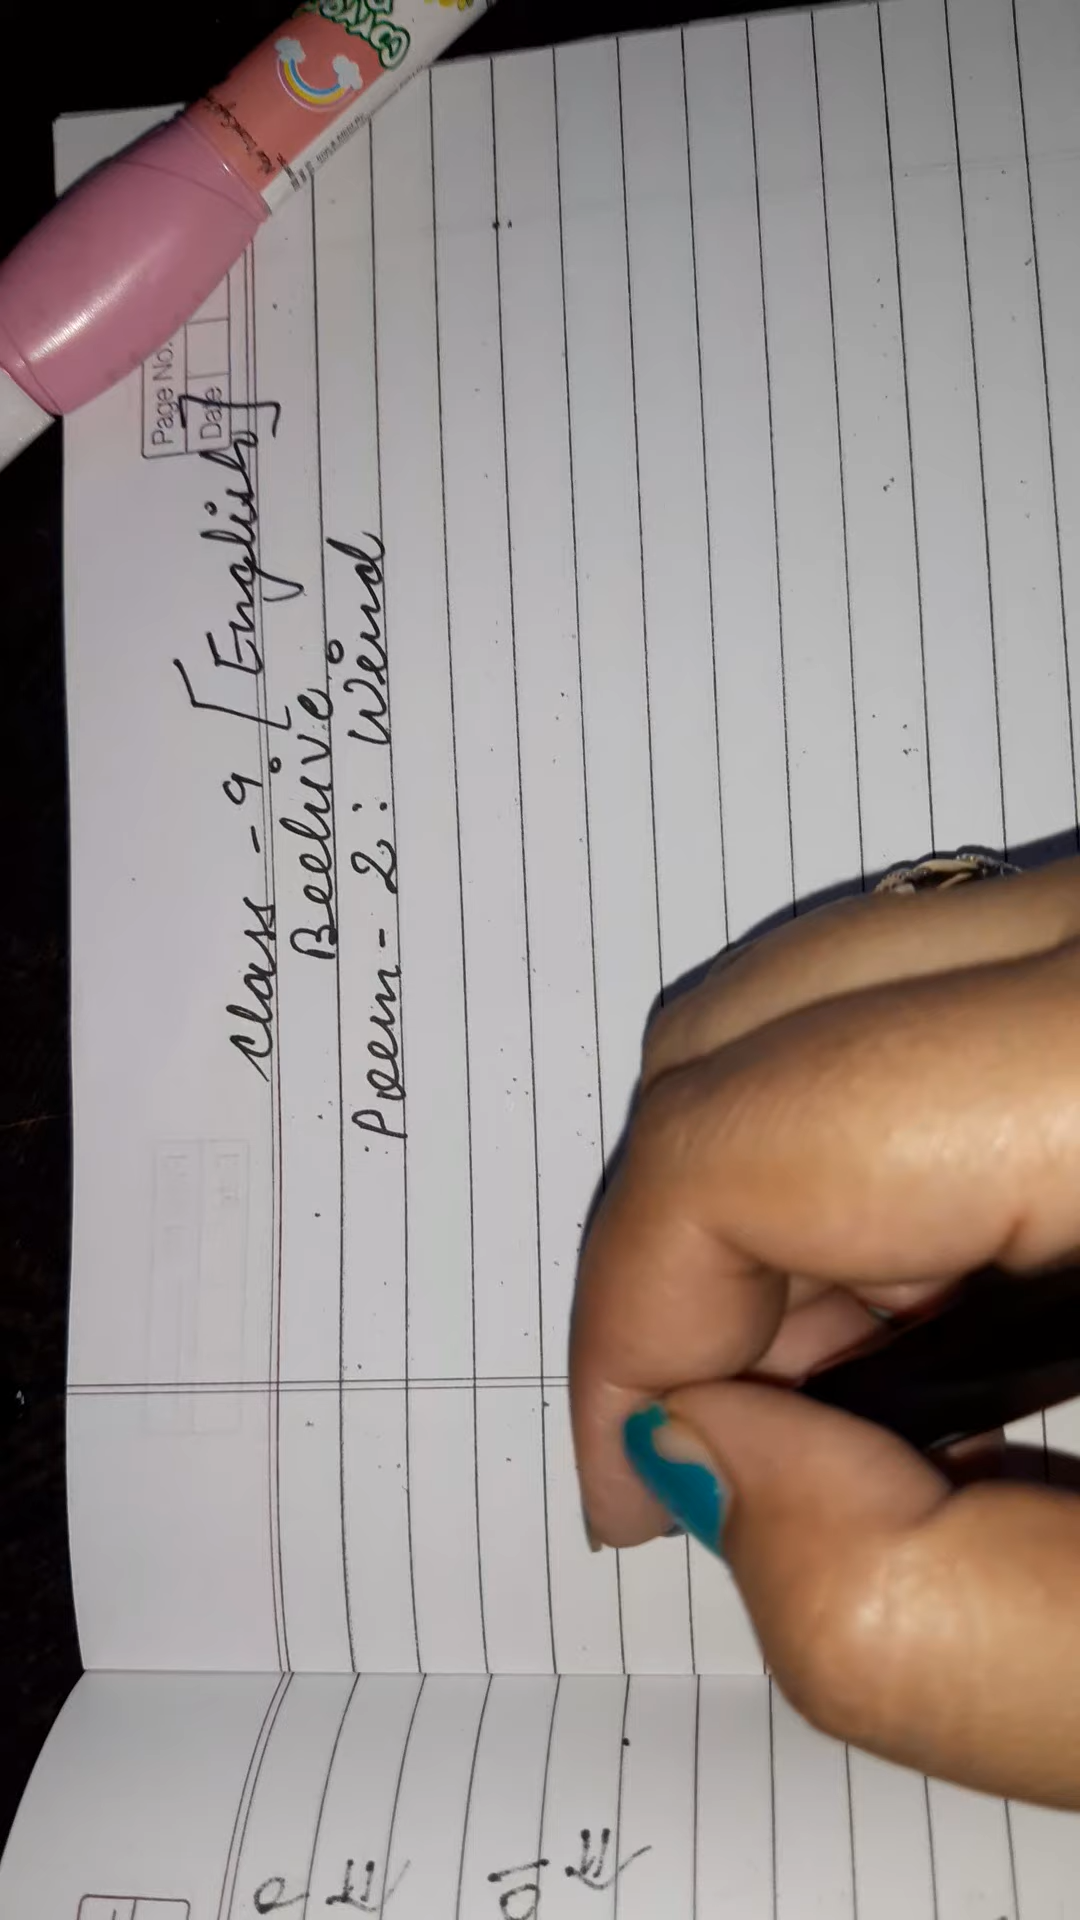 Page No.
Date
Class - 9 [English]
Beehive
Poem - 2: Wind